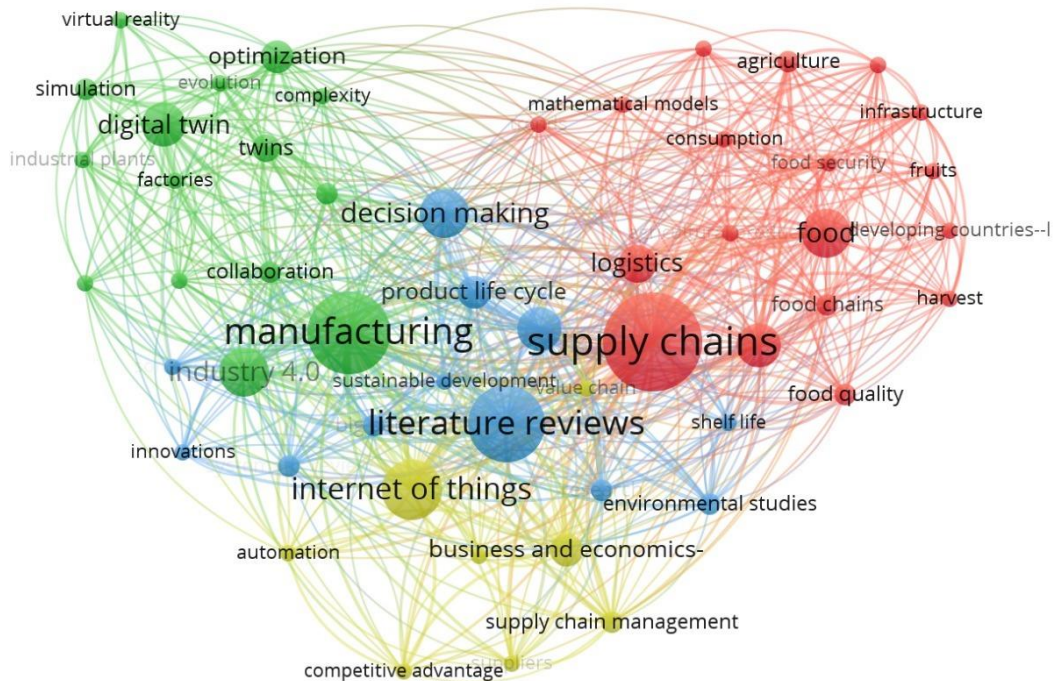 virtual reality
optimization
agriculture
evolution
simulation
complexity
mathematical models
infrastructure
digital twin
consumption
twins
industrial plants
food security
factories
fruits
decision making
food
developing countries--l
logistics
collaboration
product life cycle
food chains
harvest
manufacturing
supply chains
industry 4.0
sustainable development
value chain
food quality
literature reviews
shelf life
innovations
internet of things
environmental studies
automation
business and economics-
supply chain management
suppliers
competitive advantage